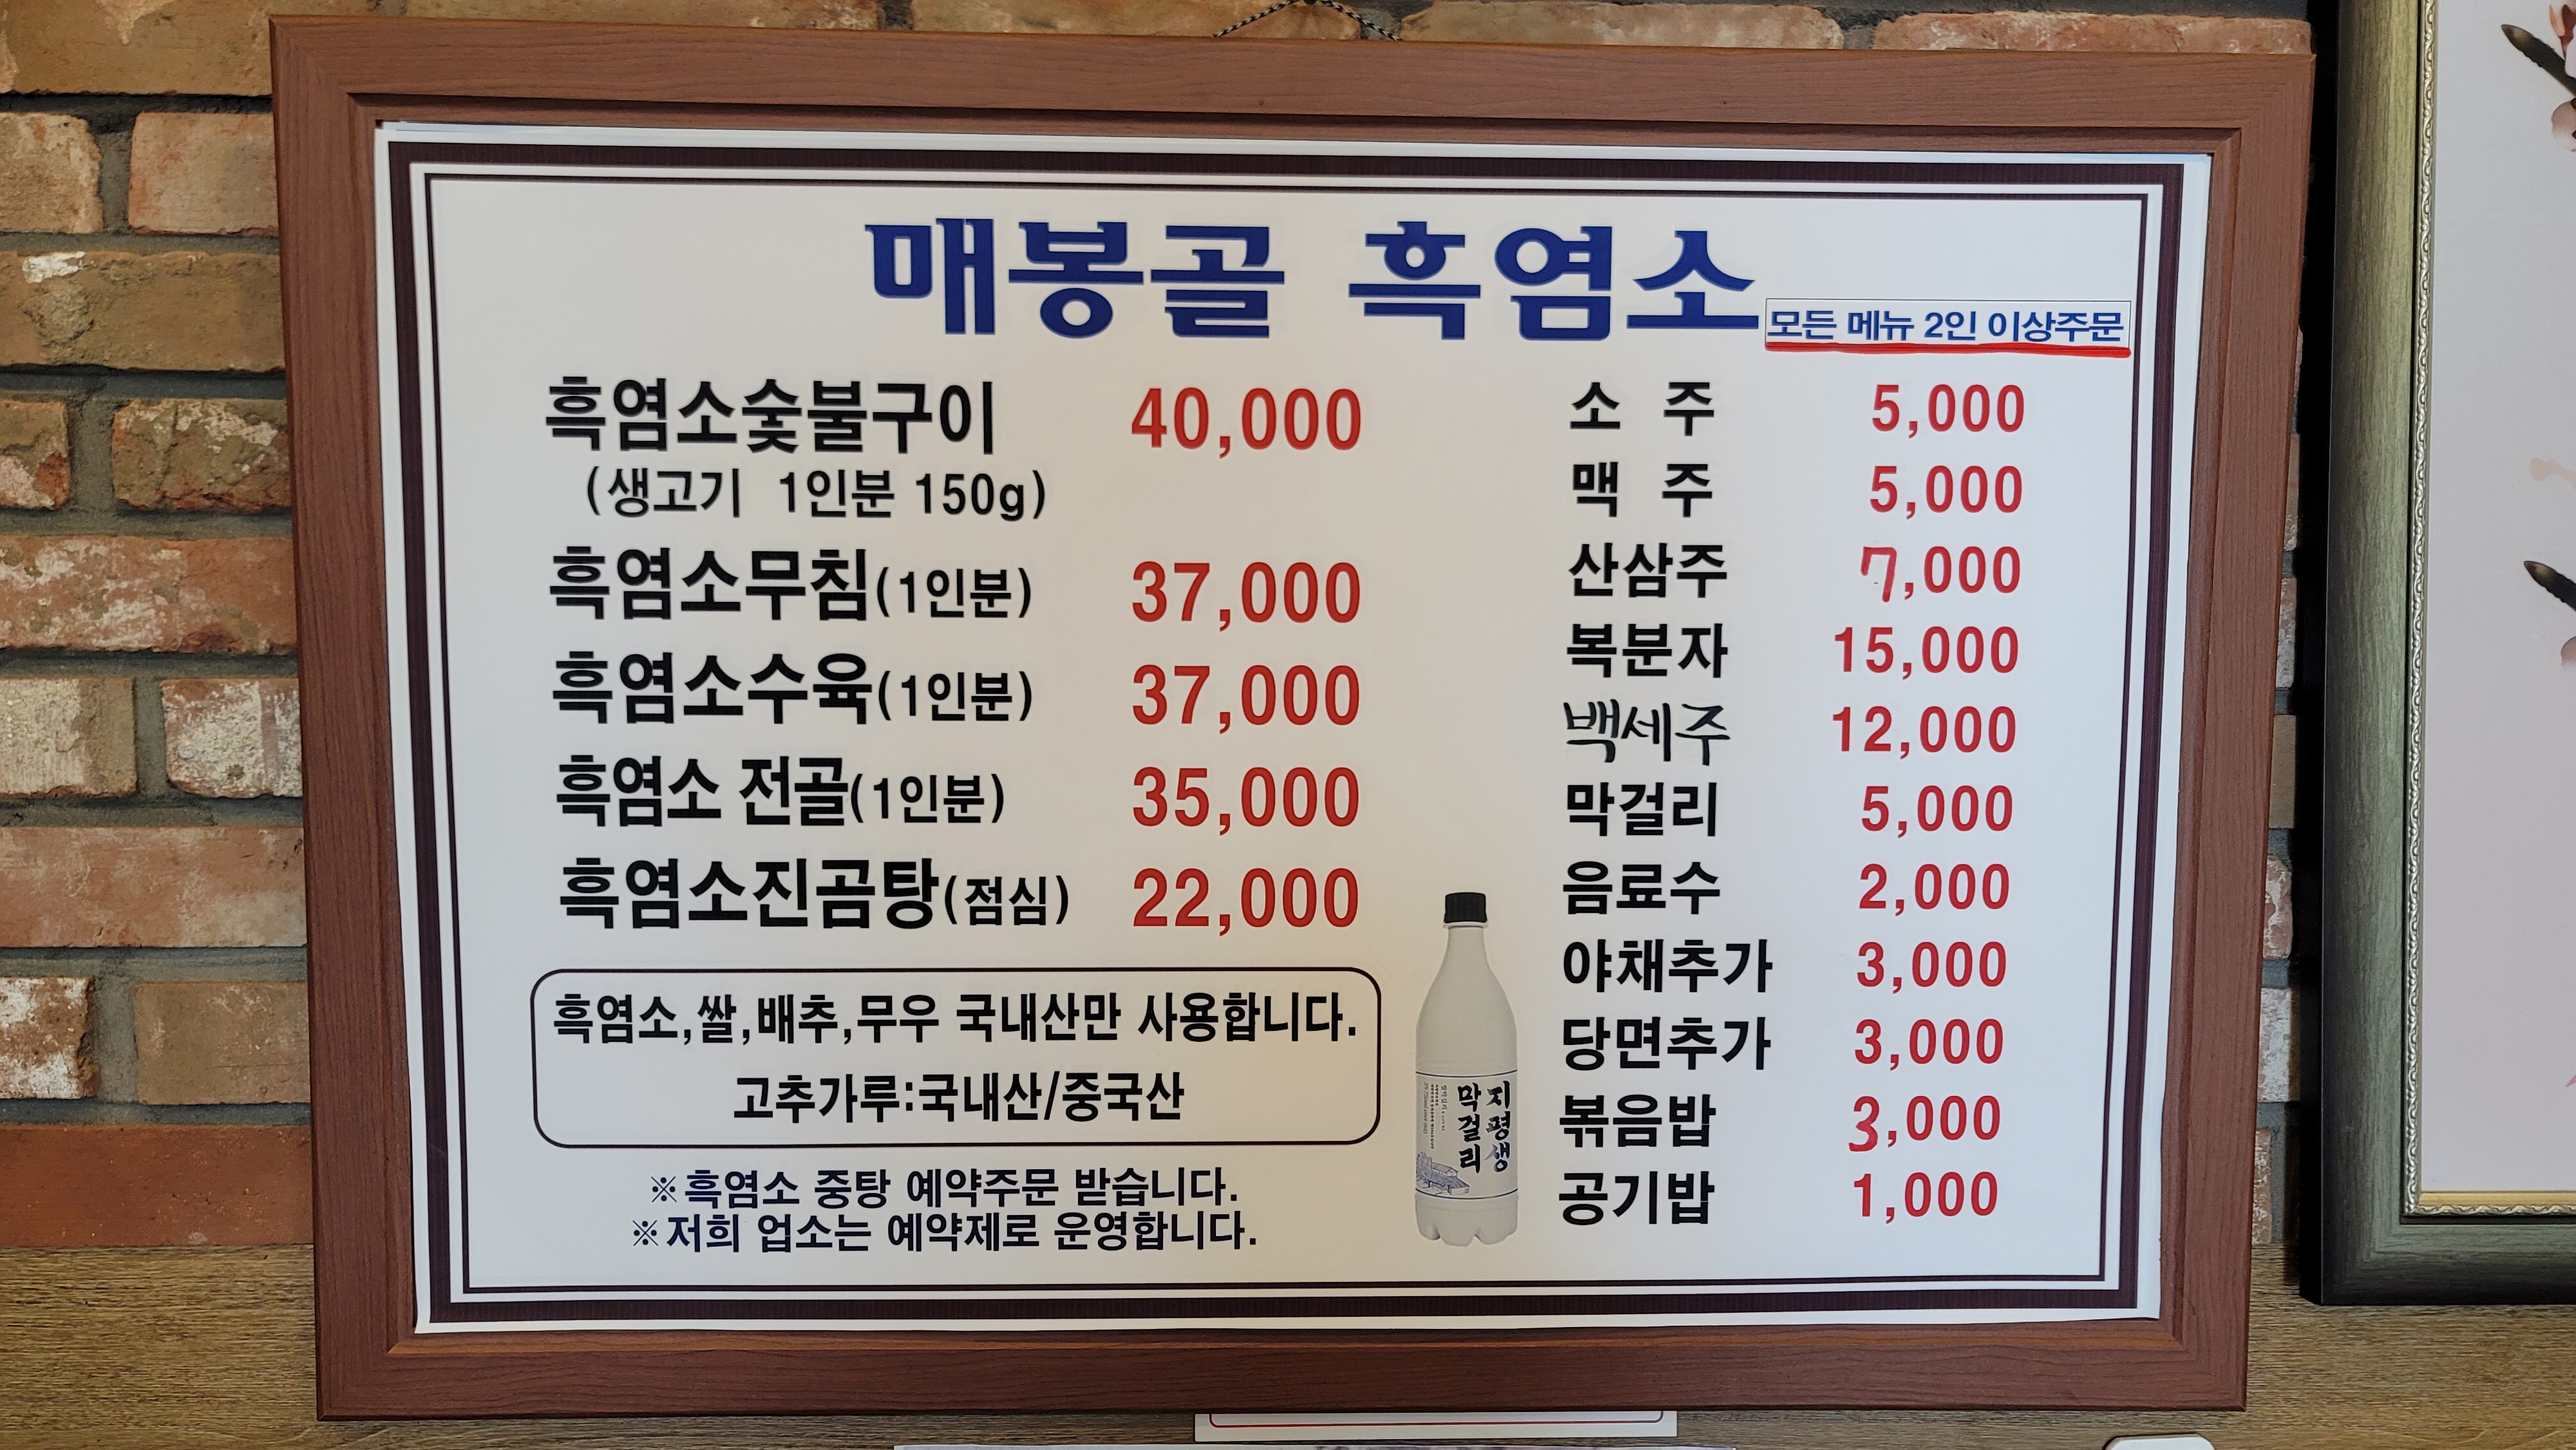 매봉골 흑염소
모든 메뉴 2인 이상주문
흑염소숯불구이 40,000
(생고기 1인분 150g)
흑염소무침(1인분) 37,000
흑염소수육(1인분) 37,000
흑염소 전골(1인분) 35,000
흑염소진곰탕(점심) 22,000
흑염소,쌀,배추,무우 국내산만 사용합니다.
고추가루:국내산/중국산
※흑염소 중탕 예약주문 받습니다.
※저희 업소는 예약제로 운영합니다.
지평생
막걸리
소 주 5,000
맥 주 5,000
산삼주 7,000
복분자 15,000
백세주 12,000
막걸리 5,000
음료수 2,000
야채추가 3,000
당면추가 3,000
볶음밥 3,000
공기밥 1,000